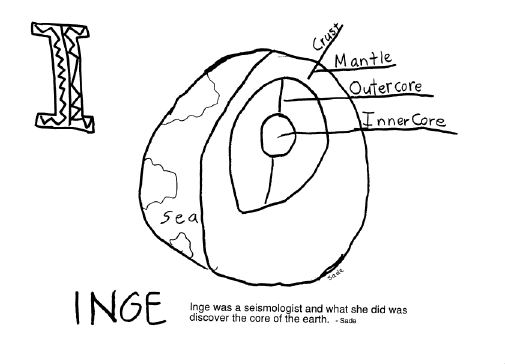 I
Crust
Mantle
Outercore
InnerCore
sea
Sade
INGE
Inge was a seismologist and what she did was
discover the core of the earth. - Sade